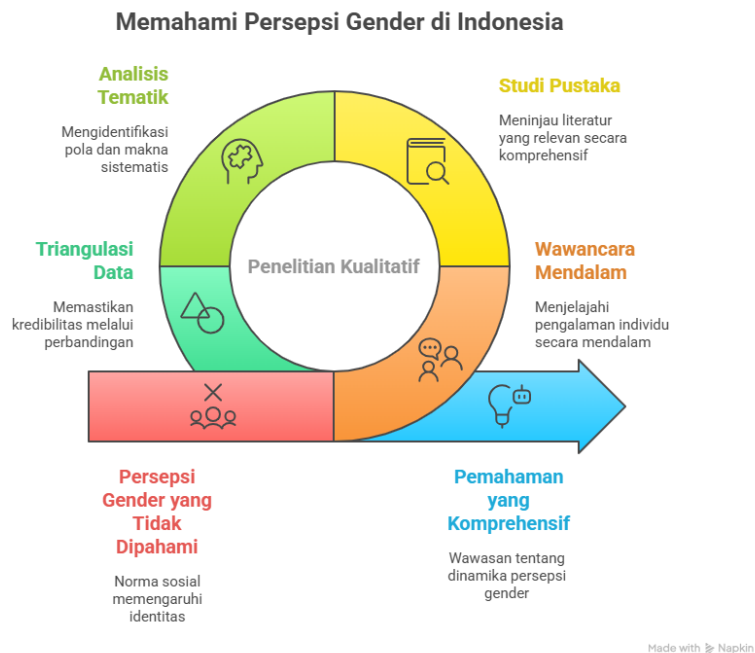 Memahami Persepsi Gender di Indonesia
Analisis
Tematik
Mengidentifikasi
pola dan makna
sistematis
Studi Pustaka
Meninjau literatur
yang relevan secara
komprehensif
Triangulasi
Data
Memastikan
kredibilitas melalui
perbandingan
Penelitian Kualitatif
Wawancara
Mendalam
Menjelajahi
pengalaman individu
secara mendalam
Persepsi
Gender yang
Tidak
Dipahami
Norma sosial
memengaruhi
identitas
Pemahaman
yang
Komprehensif
Wawasan tentang
dinamika persepsi
gender
Made with Napkin